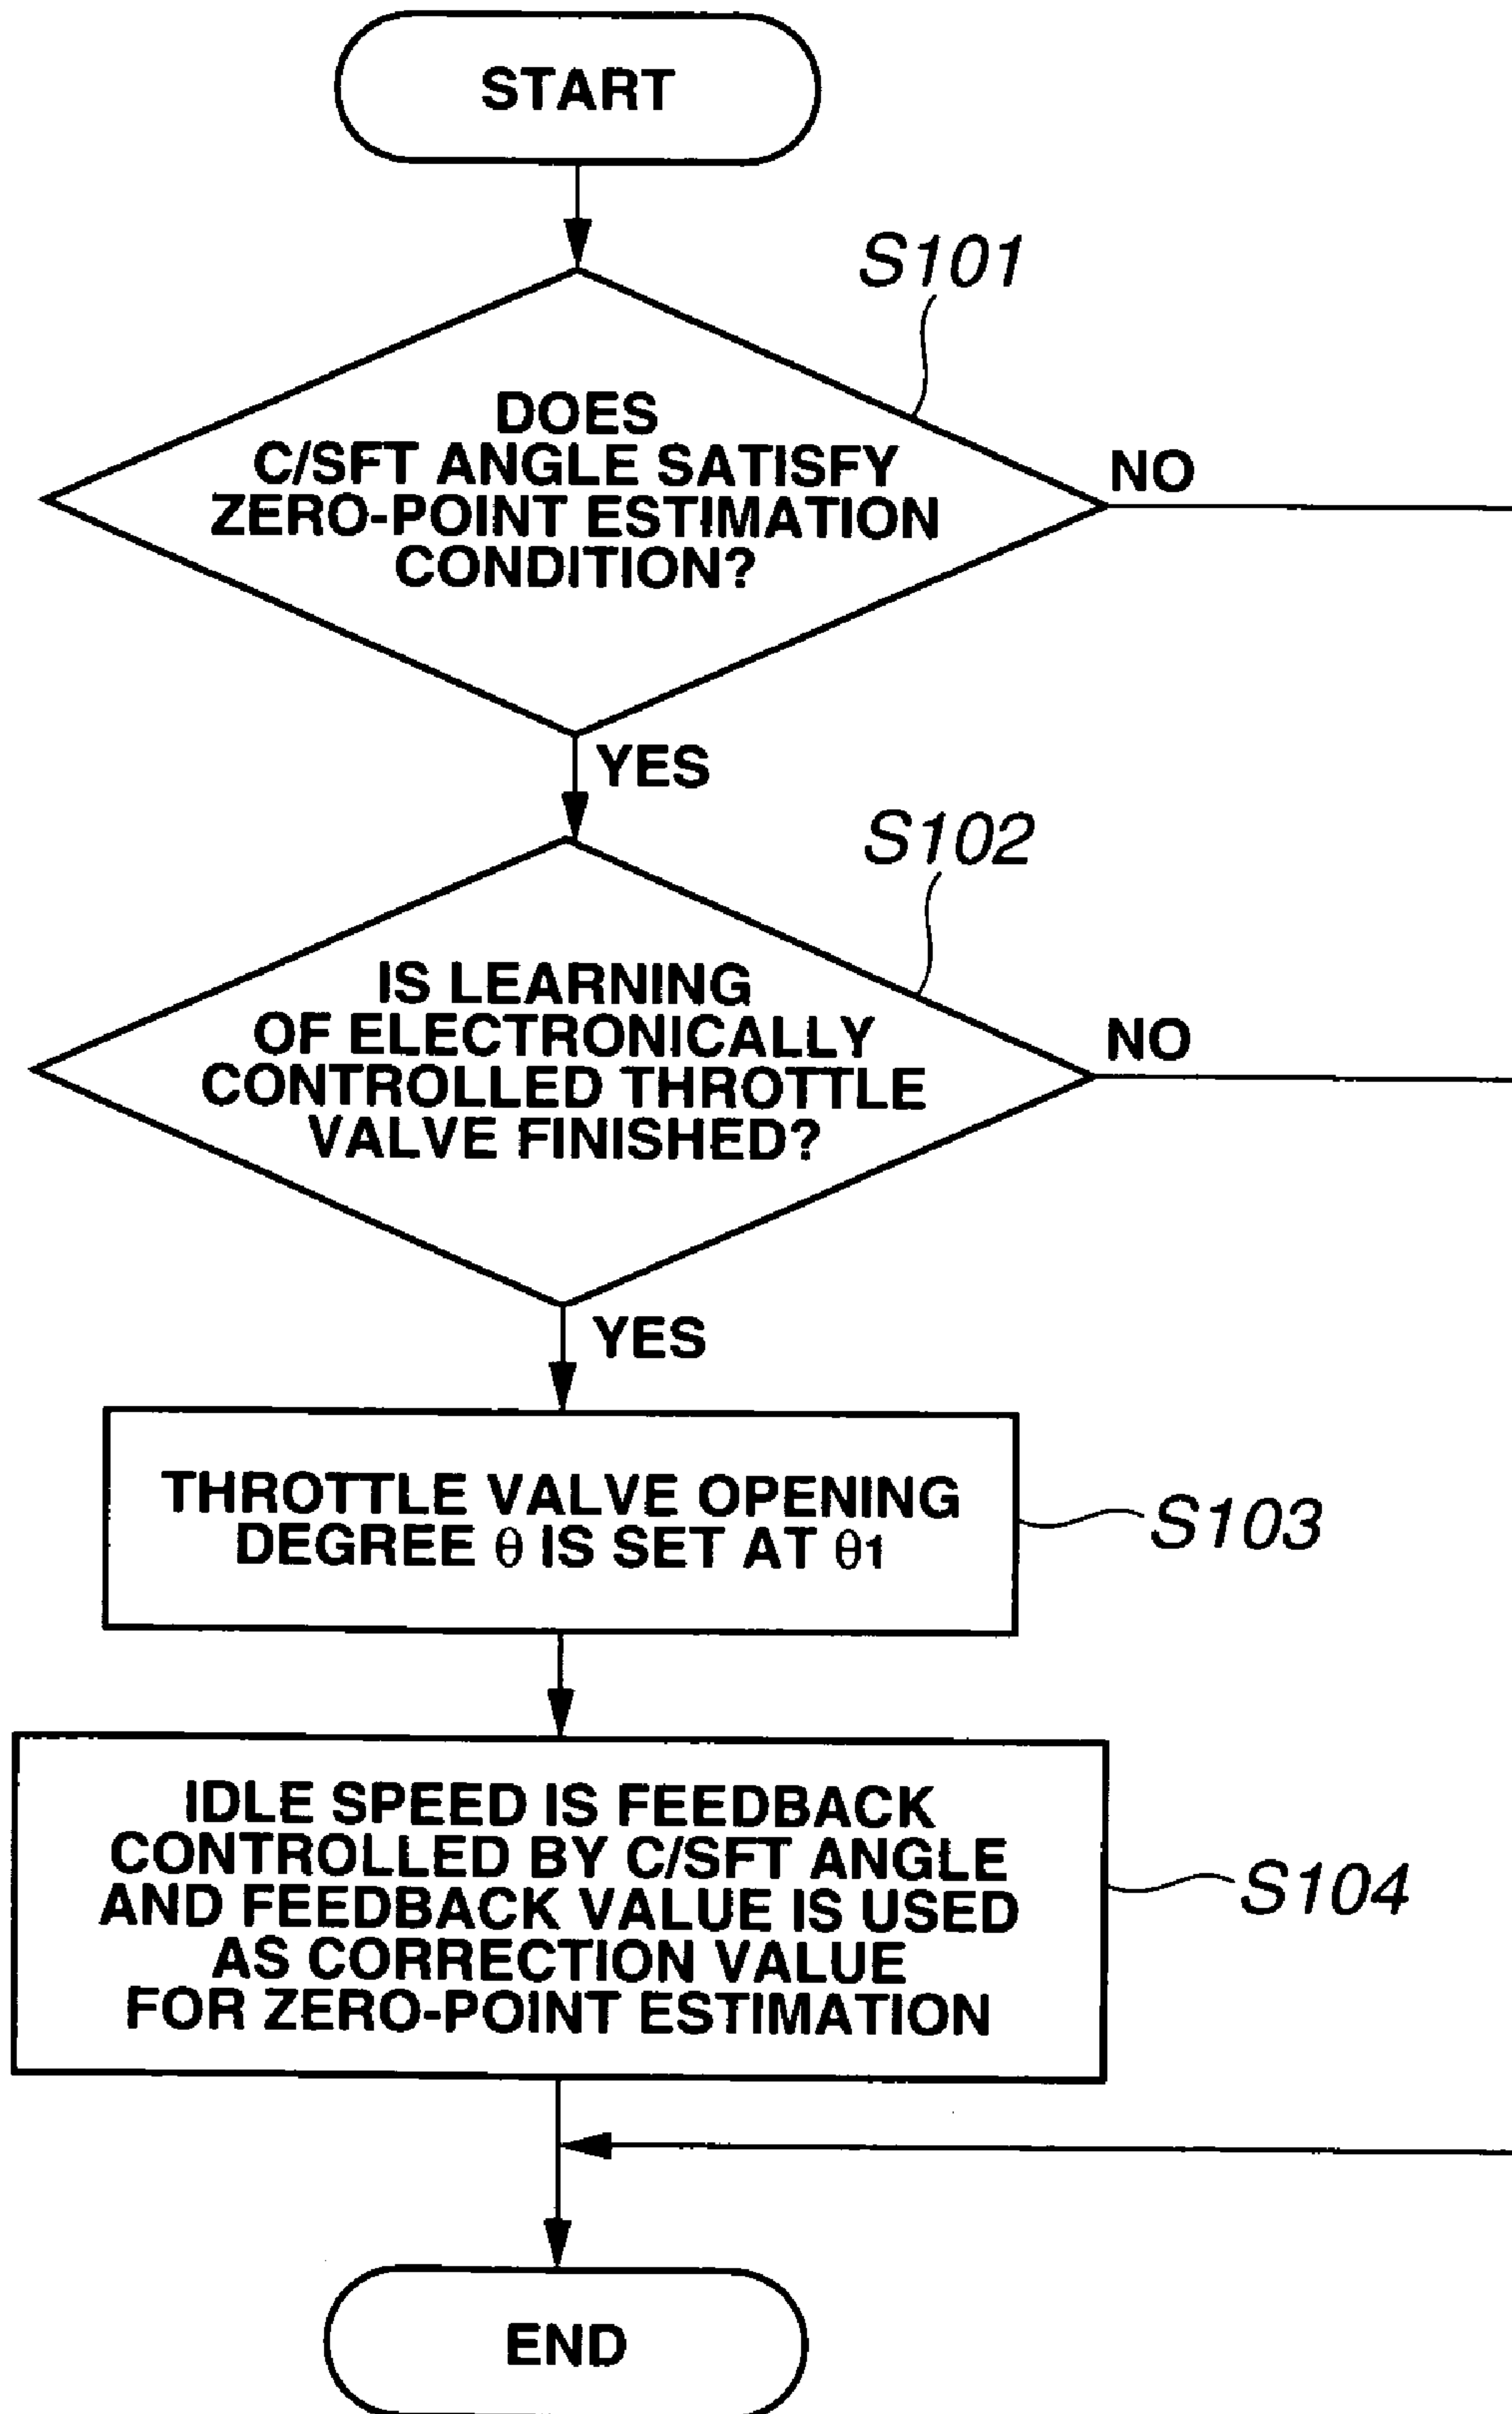 START
S101
DOES
C/SFT ANGLE SATISFY
ZERO-POINT ESTIMATION
CONDITION?
NO
YES
S102
IS LEARNING
OF ELECTRONICALLY
CONTROLLED THROTTLE
VALVE FINISHED?
NO
YES
THROTTLE VALVE OPENING
DEGREE θ IS SET AT θ1
S103
IDLE SPEED IS FEEDBACK
CONTROLLED BY C/SFT ANGLE
AND FEEDBACK VALUE IS USED
AS CORRECTION VALUE
FOR ZERO-POINT ESTIMATION
S104
END